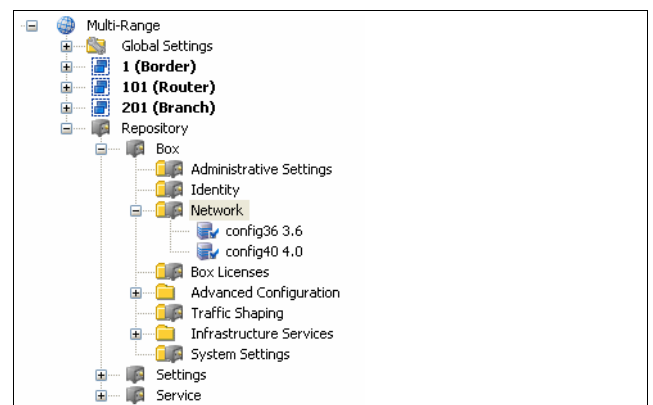 Multi-Range
Global Settings
1 (Border)
101 (Router)
201 (Branch)
Repository
Box
Administrative Settings
Identity
Network
config36 3.6
config40 4.0
Box Licenses
Advanced Configuration
Traffic Shaping
Infrastructure Services
System Settings
Settings
Service